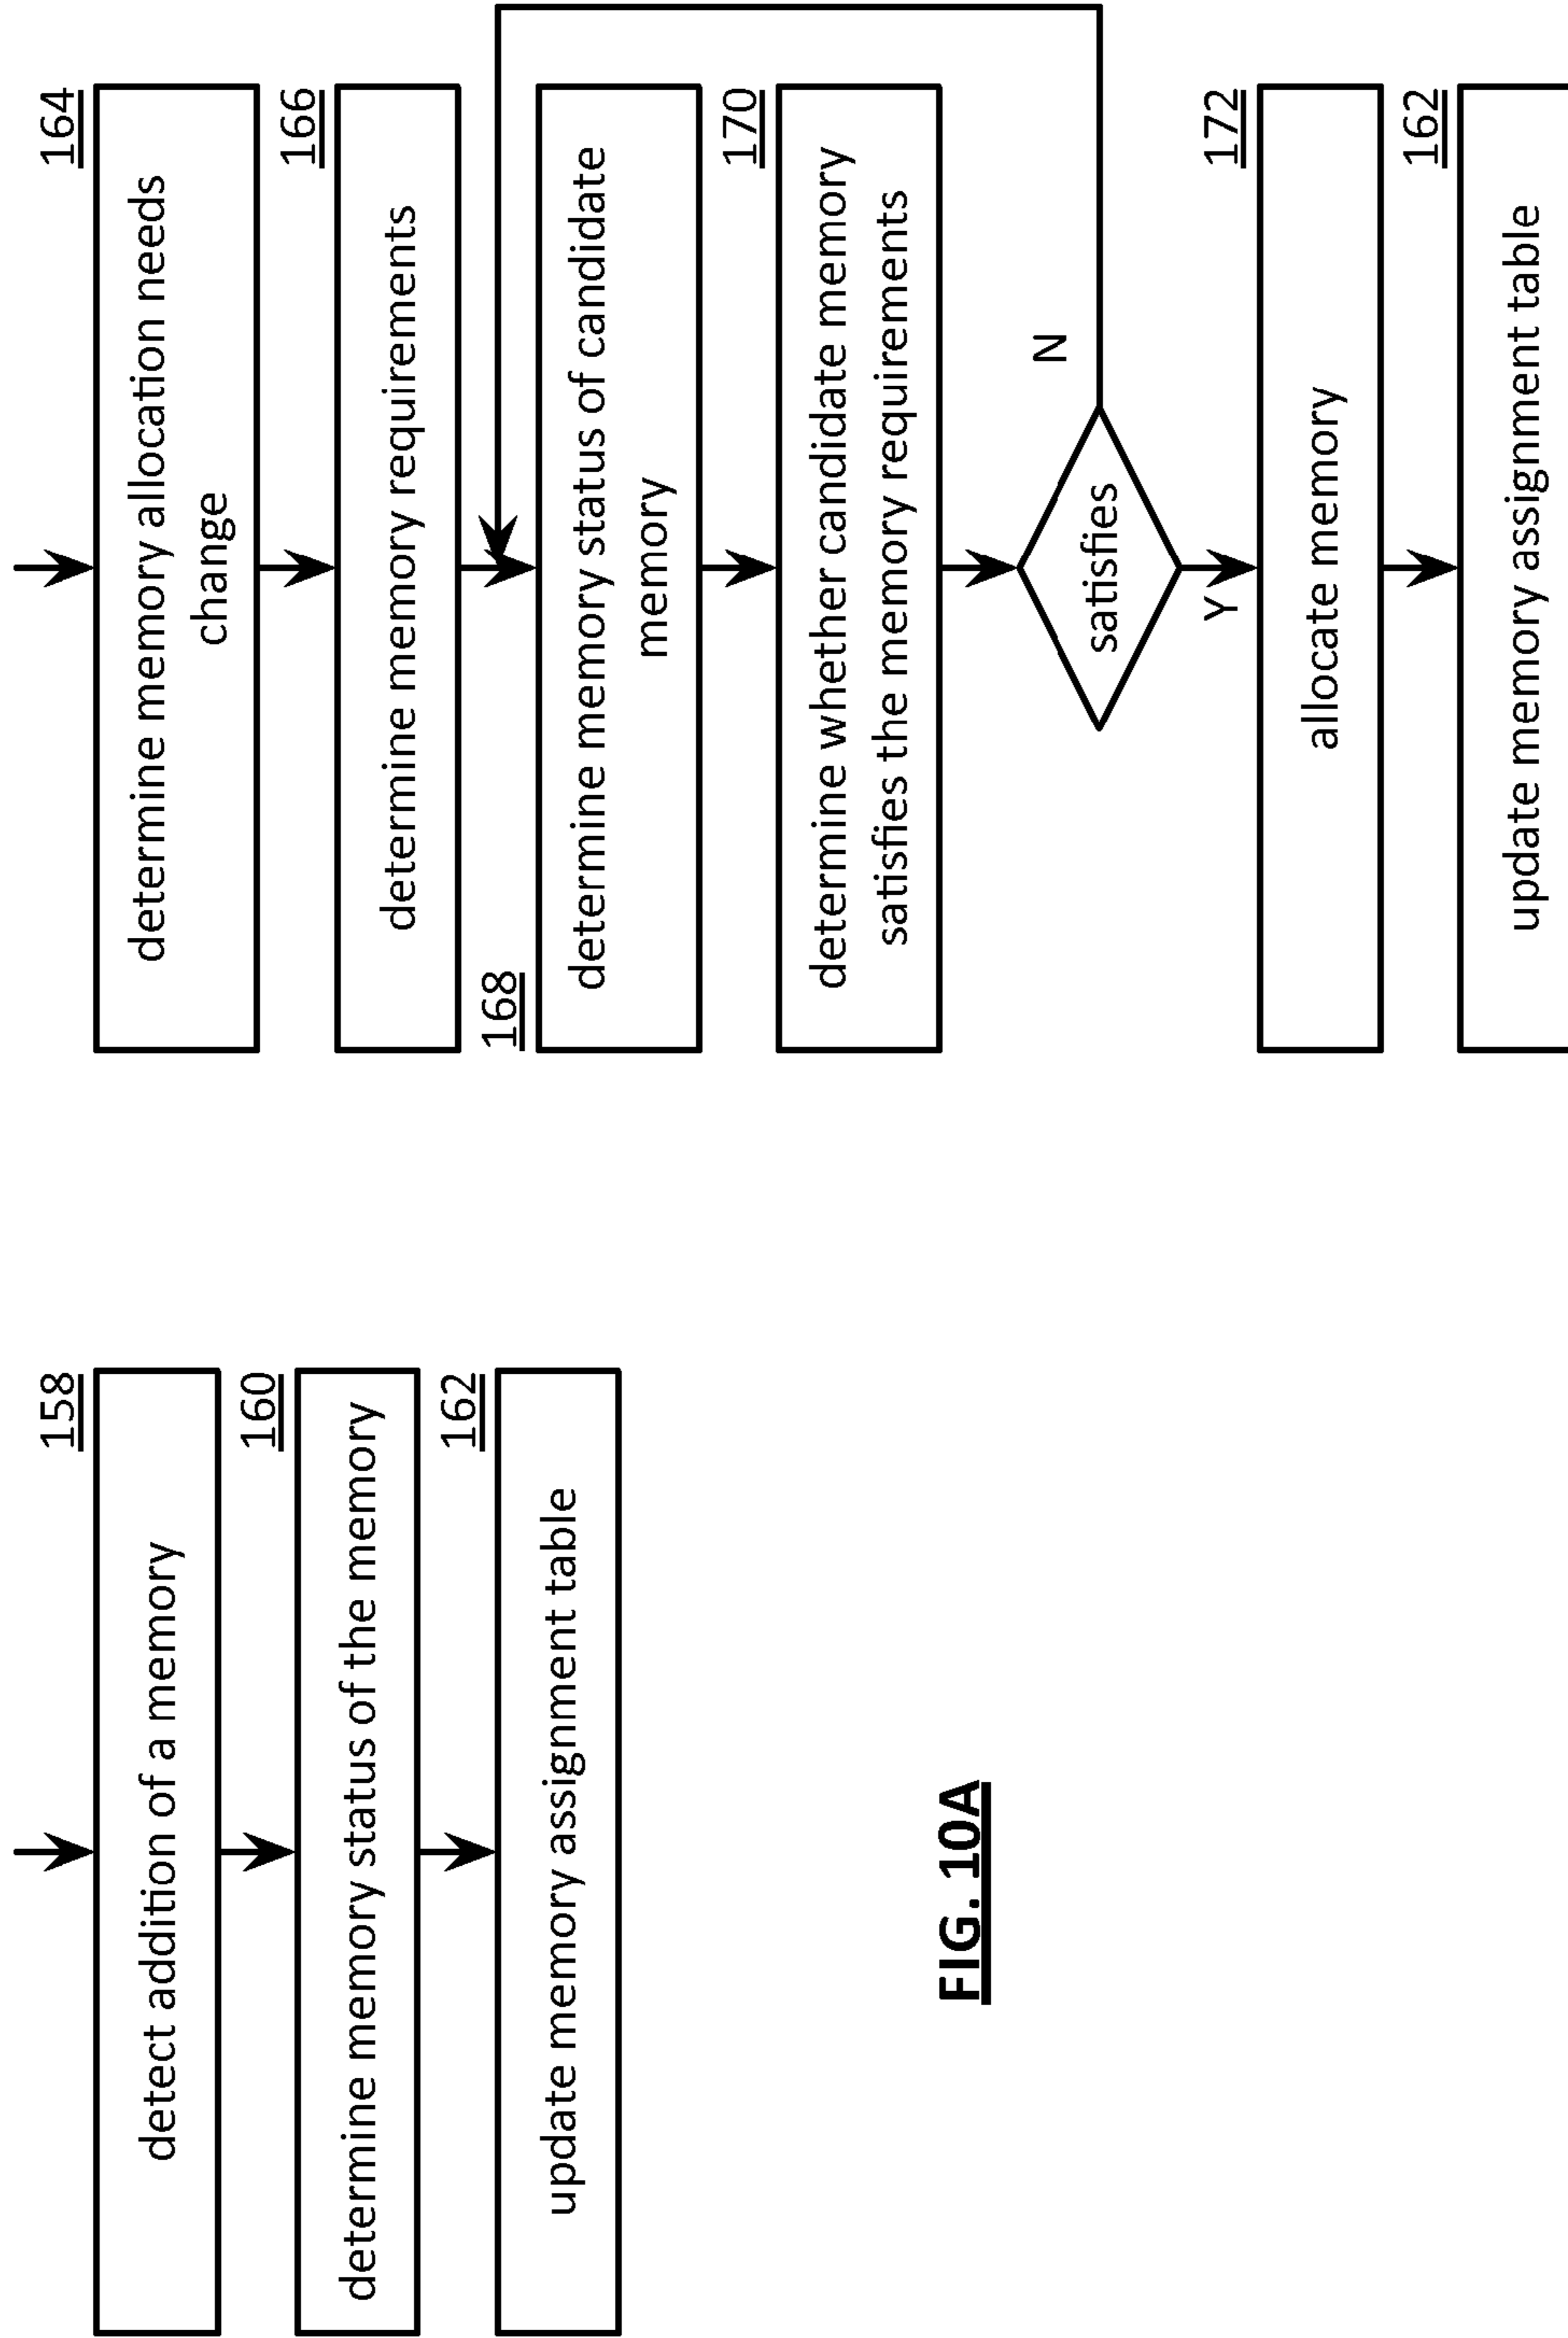 158
detect addition of a memory
160
determine memory status of the memory
162
update memory assignment table
FIG. 10A
164
determine memory allocation needs
change
166
determine memory requirements
168
determine memory status of candidate
memory
170
determine whether candidate memory
satisfies the memory requirements
satisfies
N
Y
172
allocate memory
162
update memory assignment table